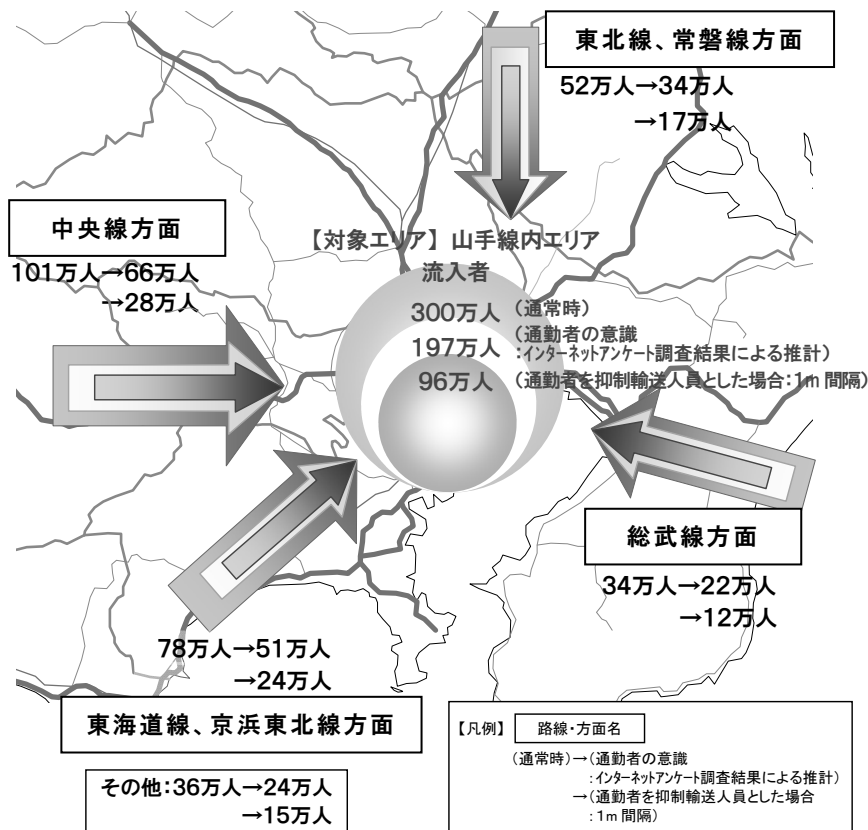 東北線、常磐線方面
52万人→34万人
→17万人
中央線方面
101万人→66万人
→28万人
【対象エリア】山手線内エリア
流入者
300万人 (通常時)
197万人 (通勤者の意識
:インターネットアンケート調査結果による推計)
96万人 (通勤者を抑制輸送人員とした場合:1m間隔)
総武線方面
34万人→22万人
→12万人
78万人→51万人
→24万人
東海道線、京浜東北線方面
その他:36万人→24万人
→15万人
【凡例】 路線・方面名
(通常時)→(通勤者の意識
:インターネットアンケート調査結果による推計)
→(通勤者を抑制輸送人員とした場合
:1m間隔)